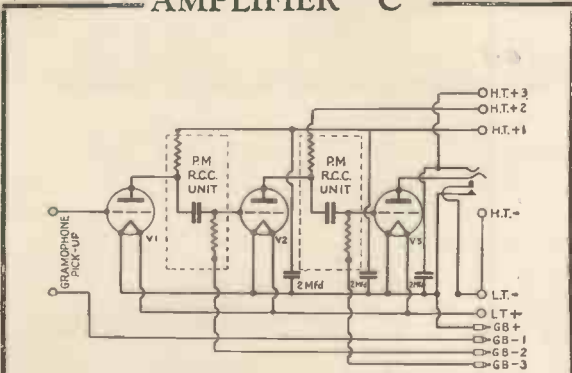 AMPLIFIER "C"
H.T.+3
H.T.+2
H.T.+1
P.M
R.C.C.
UNIT
P.M
R.C.C.
UNIT
GRAMOPHONE
PICK-UP
V1
V2
V3
H.T.-
2 Mfd
2 Mfd
2 Mfd
L.T.-
LT+
GB+
GB-1
GB-2
GB-3